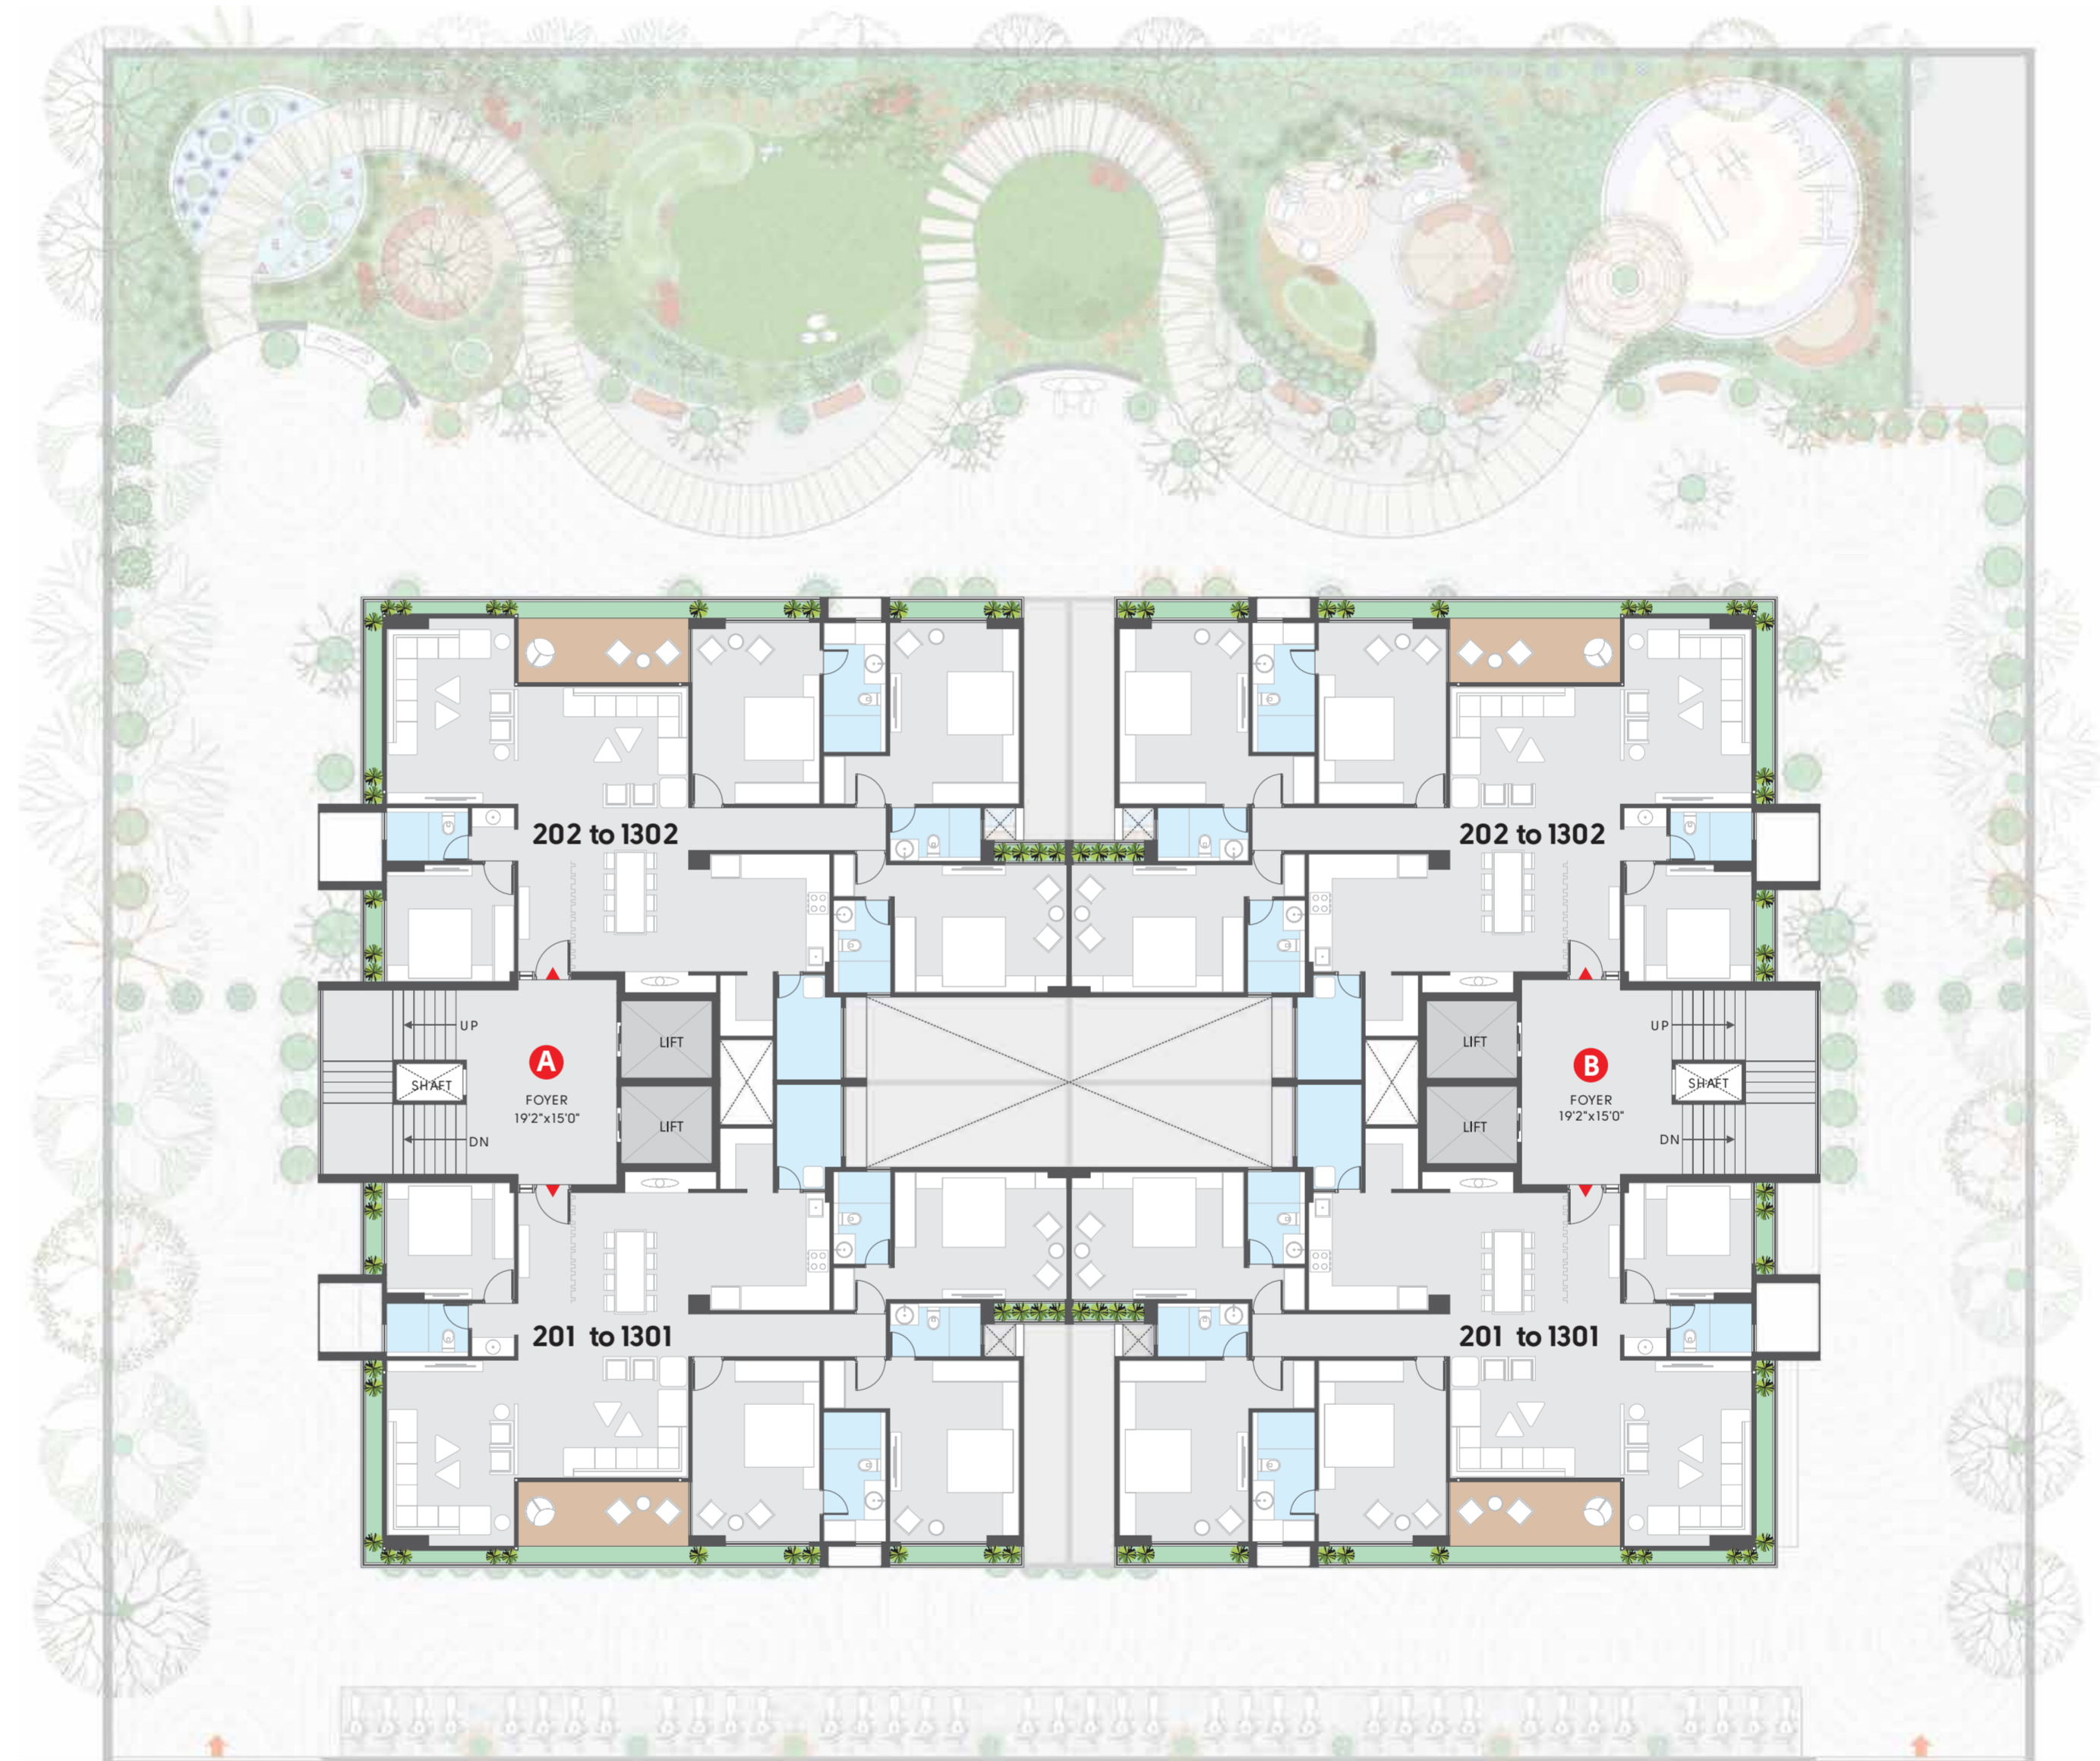 202 to 1302
202 to 1302
UP
LIFT
LIFT
UP
A
B
SHAFT
FOYER
19'2"x15'0"
FOYER
19'2"x15'0"
SHAFT
DN
LIFT
LIFT
DN
201 to 1301
201 to 1301